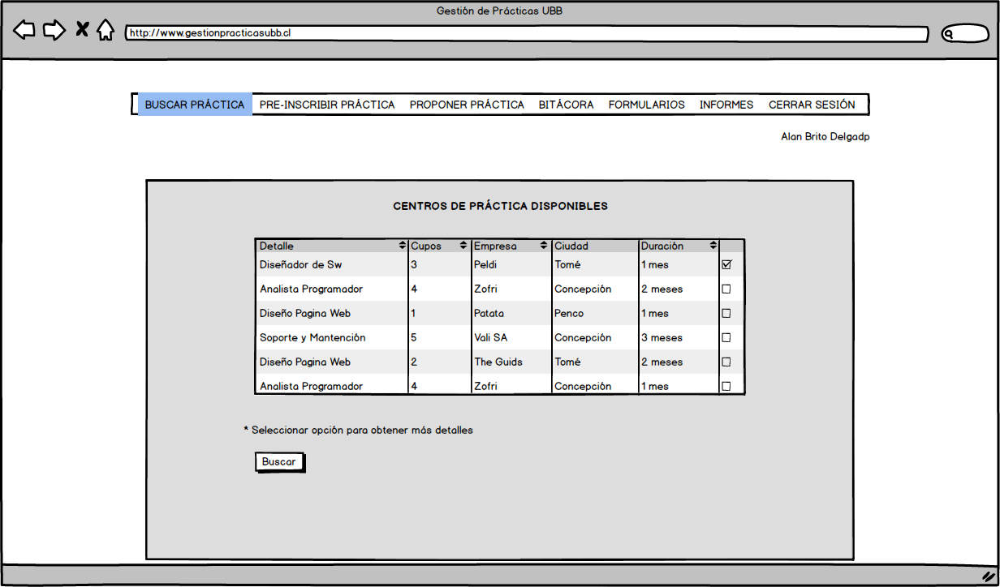 Gestión de Prácticas UBB
http://www.gestionpracticasubb.cl
BUSCAR PRÁCTICA PRE-INSCRIBIR PRÁCTICA PROPONER PRÁCTICA BITÁCORA FORMULARIOS INFORMES CERRAR SESIÓN
Alan Brito Delgadp
CENTROS DE PRÁCTICA DISPONIBLES
Detalle Cupos Empresa Ciudad Duración
Diseñador de Sw 3 Peldi Tomé 1 mes
Analista Programador 4 Zofri Concepción 2 meses
Diseño Pagina Web 1 Patata Penco 1 mes
Soporte y Mantención 5 Vali SA Concepción 3 meses
Diseño Pagina Web 2 The Guids Tomé 2 meses
Analista Programador 4 Zofri Concepción 1 mes
* Seleccionar opción para obtener más detalles
Buscar